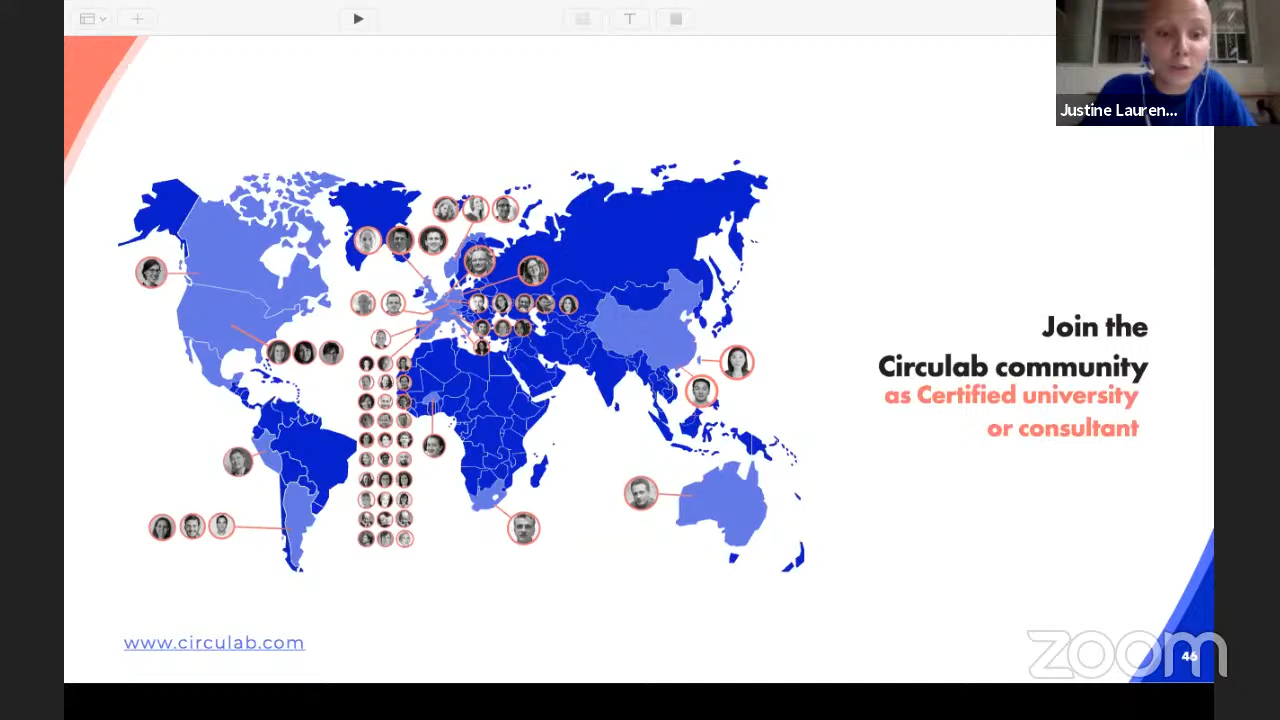 Justine Lauren...
Join the
Circulab community
as Certified university
or consultant
www.circulab.com
zoom
46